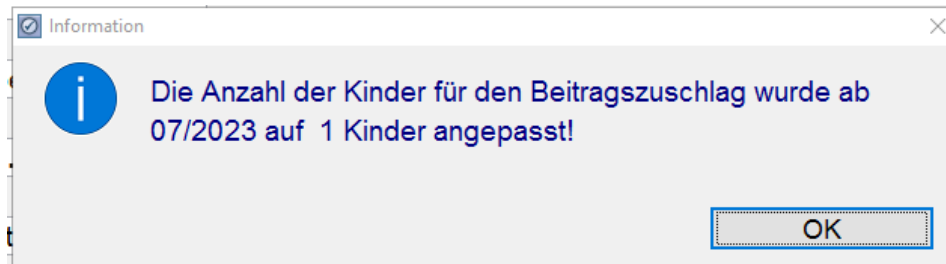 Information
Die Anzahl der Kinder für den Beitragszuschlag wurde ab
07/2023 auf  1 Kinder angepasst!
OK